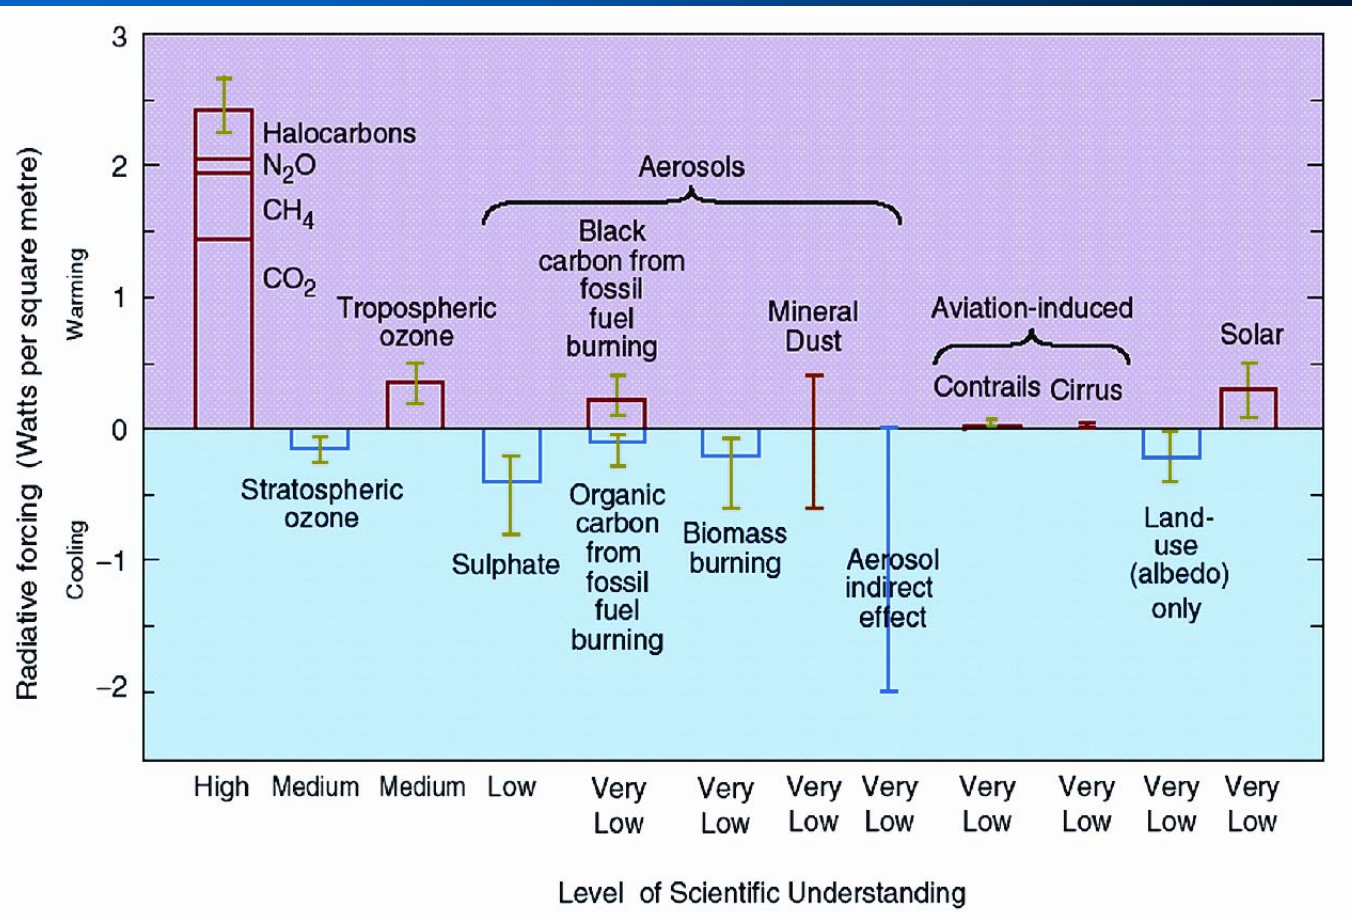 3
2
1
0
–1
–2
Radiative forcing (Watts per square metre)
Warming
Cooling
Halocarbons
N₂O
CH₄
CO₂
Tropospheric
ozone
Stratospheric
ozone
Aerosols
Sulphate
Black
carbon from
fossil
fuel
burning
Organic
carbon
from
fossil
fuel
burning
Biomass
burning
Mineral
Dust
Aerosol
indirect
effect
Aviation-induced
Contrails Cirrus
Land-
use
(albedo)
only
Solar
High Medium Medium Low Very Very Very Very Very Very Very Very
Low Low Low Low Low Low Low Low
Level of Scientific Understanding